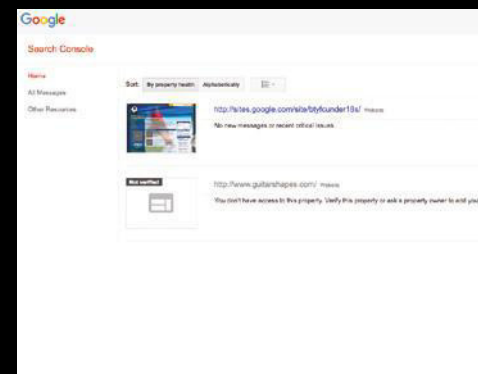 Google
Search Console
Home
All Messages
Other Resources
Sort: By property health Alphabetically
http://sites.google.com/site/btyfounder19s/ Website
No new messages or recent critical issues.
Not verified
http://www.guitarshapes.com/ Website
You don't have access to this property. Verify this property or ask a property owner to add you